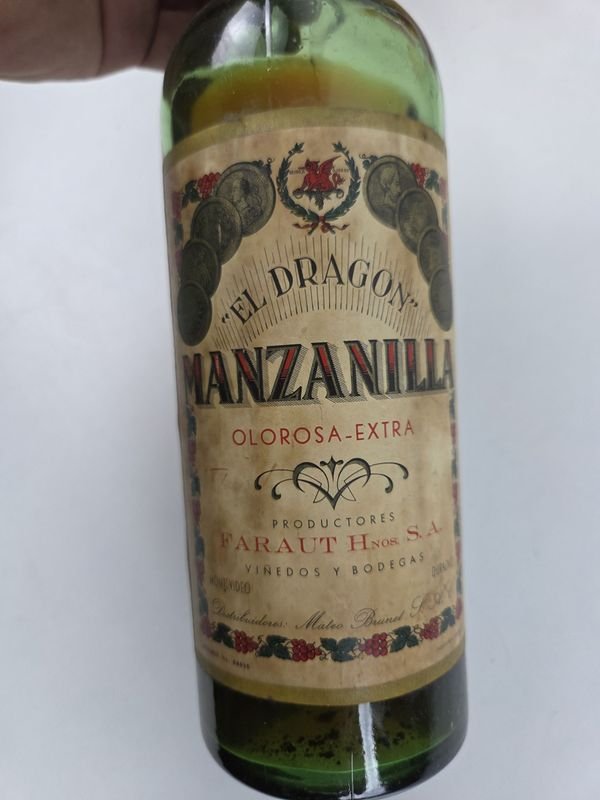 "EL DRAGON"
MANZANILLA
OLOROSA-EXTRA
PRODUCTORES
FARAUT HNOS. S. A.
VIÑEDOS Y BODEGAS
MONTEVIDEO
Distribuidores: Mateo Brunet